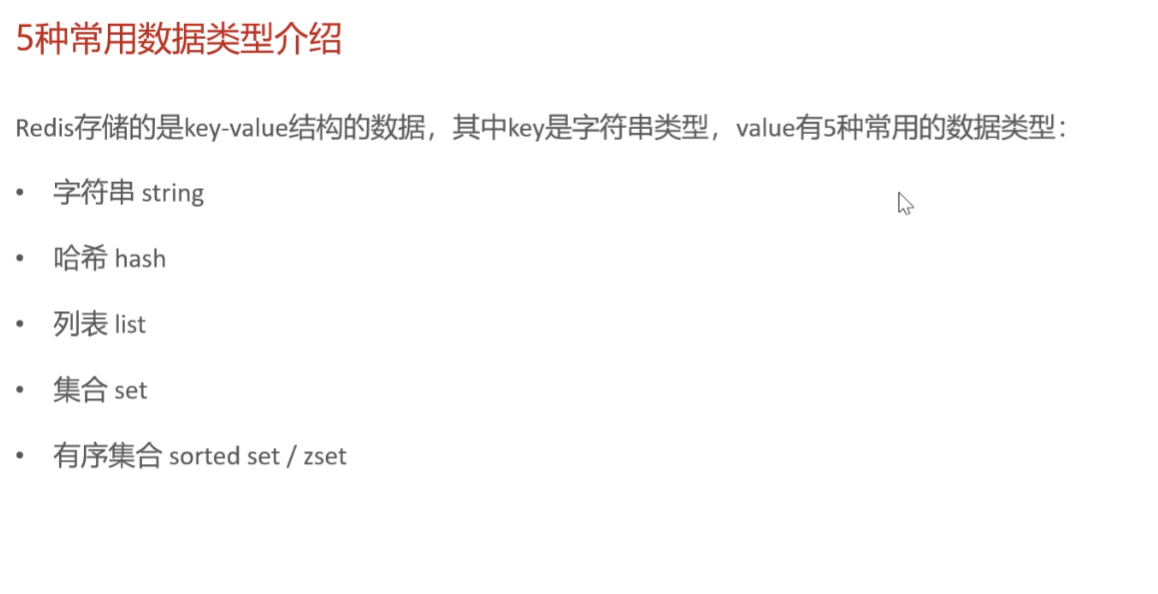 5种常用数据类型介绍
Redis存储的是key-value结构的数据，其中key是字符串类型，value有5种常用的数据类型：
• 字符串 string
• 哈希 hash
• 列表 list
• 集合 set
• 有序集合 sorted set / zset